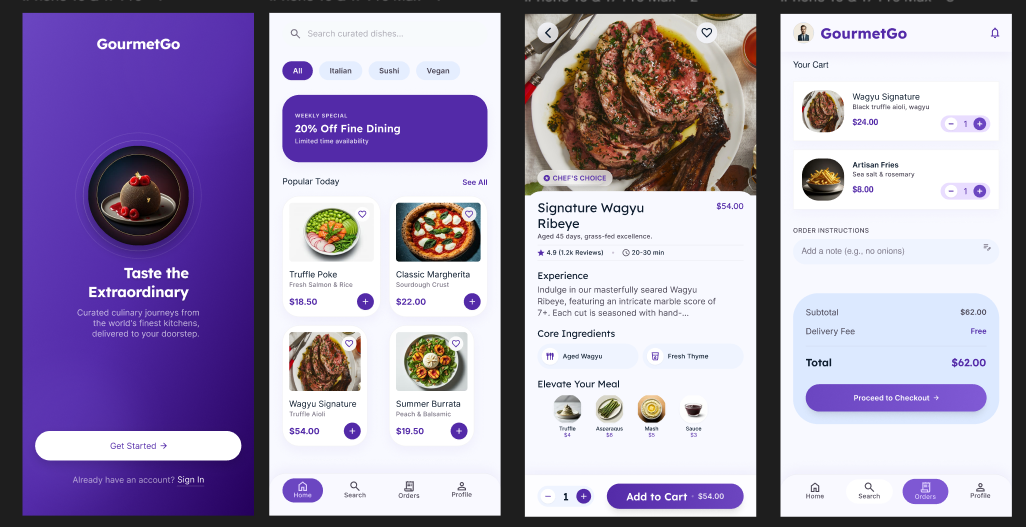 GourmetGo
Taste the
Extraordinary
Curated culinary journeys from
the world's finest kitchens,
delivered to your doorstep.
Get Started →
Already have an account? Sign In
Search curated dishes...
All
Italian
Sushi
Vegan
WEEKLY SPECIAL
20% Off Fine Dining
Limited time availability
Popular Today
See All
Truffle Poke
Fresh Salmon & Rice
$18.50
+
Classic Margherita
Sourdough Crust
$22.00
+
Wagyu Signature
Truffle Aioli
$54.00
+
Summer Burrata
Peach & Balsamic
$19.50
+
Home
Search
Orders
Profile
CHEF'S CHOICE
Signature Wagyu
Ribeye
$54.00
Aged 45 days, grass-fed excellence.
4.9 (1.2k Reviews) • 20-30 min
Experience
Indulge in our masterfully seared Wagyu
Ribeye, featuring an intricate marble score of
7+. Each cut is seasoned with hand-...
Core Ingredients
Aged Wagyu
Fresh Thyme
Elevate Your Meal
Truffle
$4
Asparagus
$6
Mash
$5
Sauce
$3
− 1 +
Add to Cart • $54.00
GourmetGo
Your Cart
Wagyu Signature
Black truffle aioli, wagyu
$24.00
− 1 +
Artisan Fries
Sea salt & rosemary
$8.00
− 1 +
ORDER INSTRUCTIONS
Add a note (e.g., no onions)
Subtotal $62.00
Delivery Fee Free
Total $62.00
Proceed to Checkout →
Home
Search
Orders
Profile